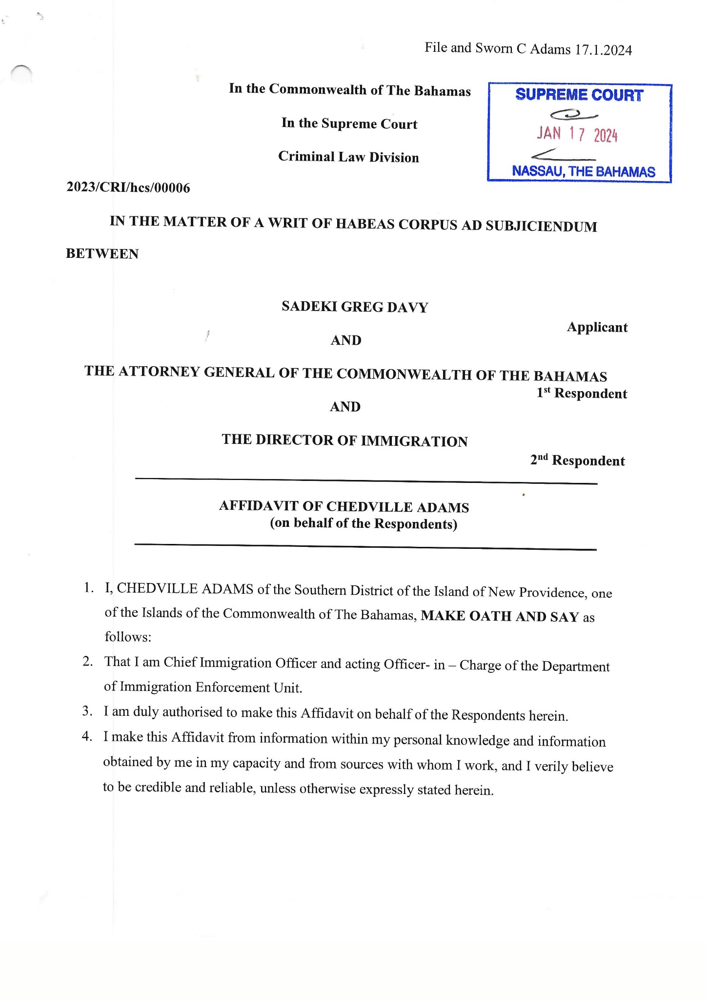 File and Sworn C Adams 17.1.2024
In the Commonwealth of The Bahamas
In the Supreme Court
Criminal Law Division
SUPREME COURT
JAN 17 2024
NASSAU, THE BAHAMAS
2023/CRI/hcs/00006
IN THE MATTER OF A WRIT OF HABEAS CORPUS AD SUBJICIENDUM
BETWEEN
SADEKI GREG DAVY
Applicant
AND
THE ATTORNEY GENERAL OF THE COMMONWEALTH OF THE BAHAMAS
1st Respondent
AND
THE DIRECTOR OF IMMIGRATION
2nd Respondent
AFFIDAVIT OF CHEDVILLE ADAMS
(on behalf of the Respondents)
1. I, CHEDVILLE ADAMS of the Southern District of the Island of New Providence, one
of the Islands of the Commonwealth of The Bahamas, MAKE OATH AND SAY as
follows:
2. That I am Chief Immigration Officer and acting Officer- in – Charge of the Department
of Immigration Enforcement Unit.
3. I am duly authorised to make this Affidavit on behalf of the Respondents herein.
4. I make this Affidavit from information within my personal knowledge and information
obtained by me in my capacity and from sources with whom I work, and I verily believe
to be credible and reliable, unless otherwise expressly stated herein.